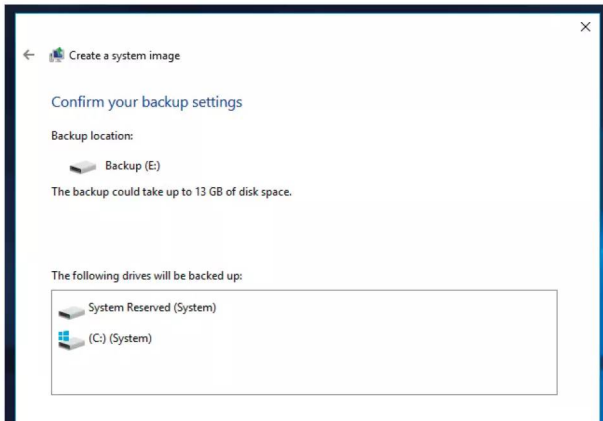 Create a system image
Confirm your backup settings
Backup location:
Backup (E:)
The backup could take up to 13 GB of disk space.
The following drives will be backed up:
System Reserved (System)
(C:) (System)